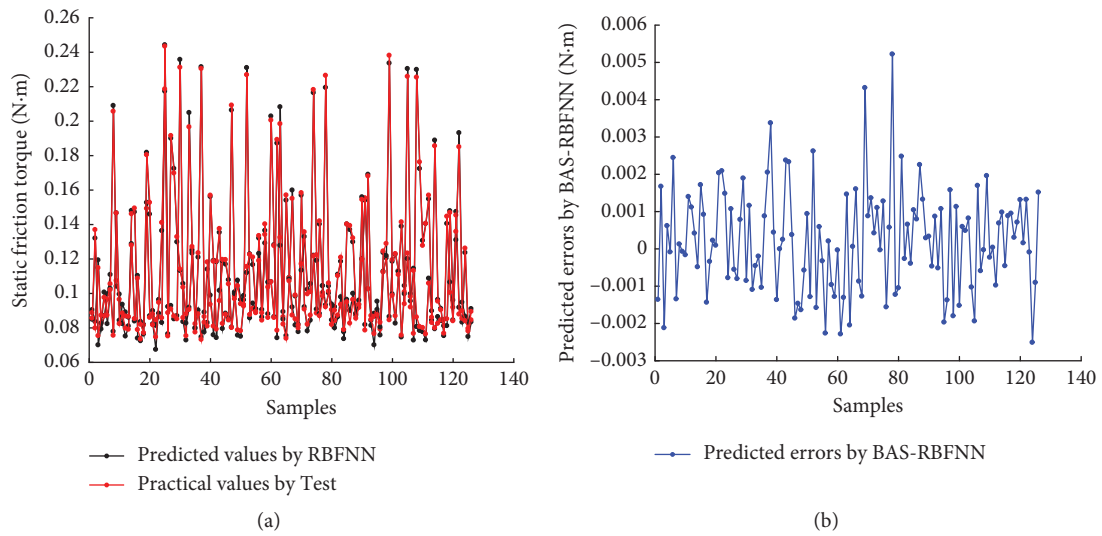 Static friction torque (N·m)
0.26
0.24
0.22
0.2
0.18
0.16
0.14
0.12
0.1
0.08
0.06
0 20 40 60 80 100 120 140
Samples
Predicted values by RBFNN
Practical values by Test
(a)
Predicted errors by BAS-RBFNN (N·m)
0.006
0.005
0.004
0.003
0.002
0.001
0
−0.001
−0.002
−0.003
0 20 40 60 80 100 120 140
Samples
Predicted errors by BAS-RBFNN
(b)